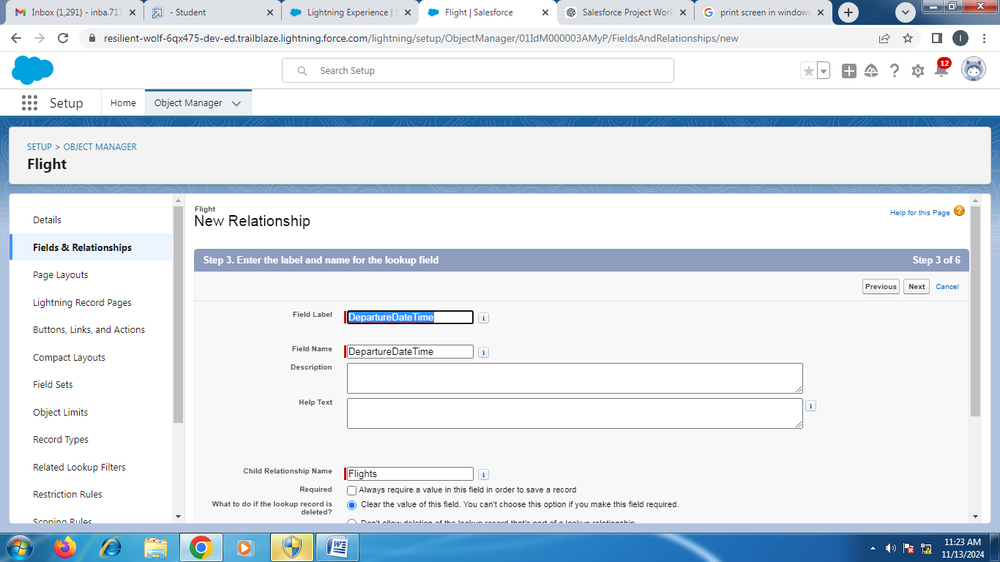 Inbox (1,291) - inba.717
- Student
Lightning Experience | S
Flight | Salesforce
Salesforce Project Work
print screen in windows
resilient-wolf-6qx475-dev-ed.trailblaze.lightning.force.com/lightning/setup/ObjectManager/01IdM000003AMyP/FieldsAndRelationships/new
I
Search Setup
12
Setup
Home
Object Manager
SETUP > OBJECT MANAGER
Flight
Details
Fields & Relationships
Page Layouts
Lightning Record Pages
Buttons, Links, and Actions
Compact Layouts
Field Sets
Object Limits
Record Types
Related Lookup Filters
Restriction Rules
Scoping Rules
Flight
New Relationship
Help for this Page ?
Step 3. Enter the label and name for the lookup field
Step 3 of 6
Previous
Next
Cancel
Field Label
DepartureDateTime
i
Field Name
DepartureDateTime
i
Description
Help Text
i
Child Relationship Name
Flights
i
Required
Always require a value in this field in order to save a record
What to do if the lookup record is
deleted?
Clear the value of this field. You can't choose this option if you make this field required.
Don't allow deletion of the lookup record that's part of a lookup relationship.
11:23 AM
11/13/2024